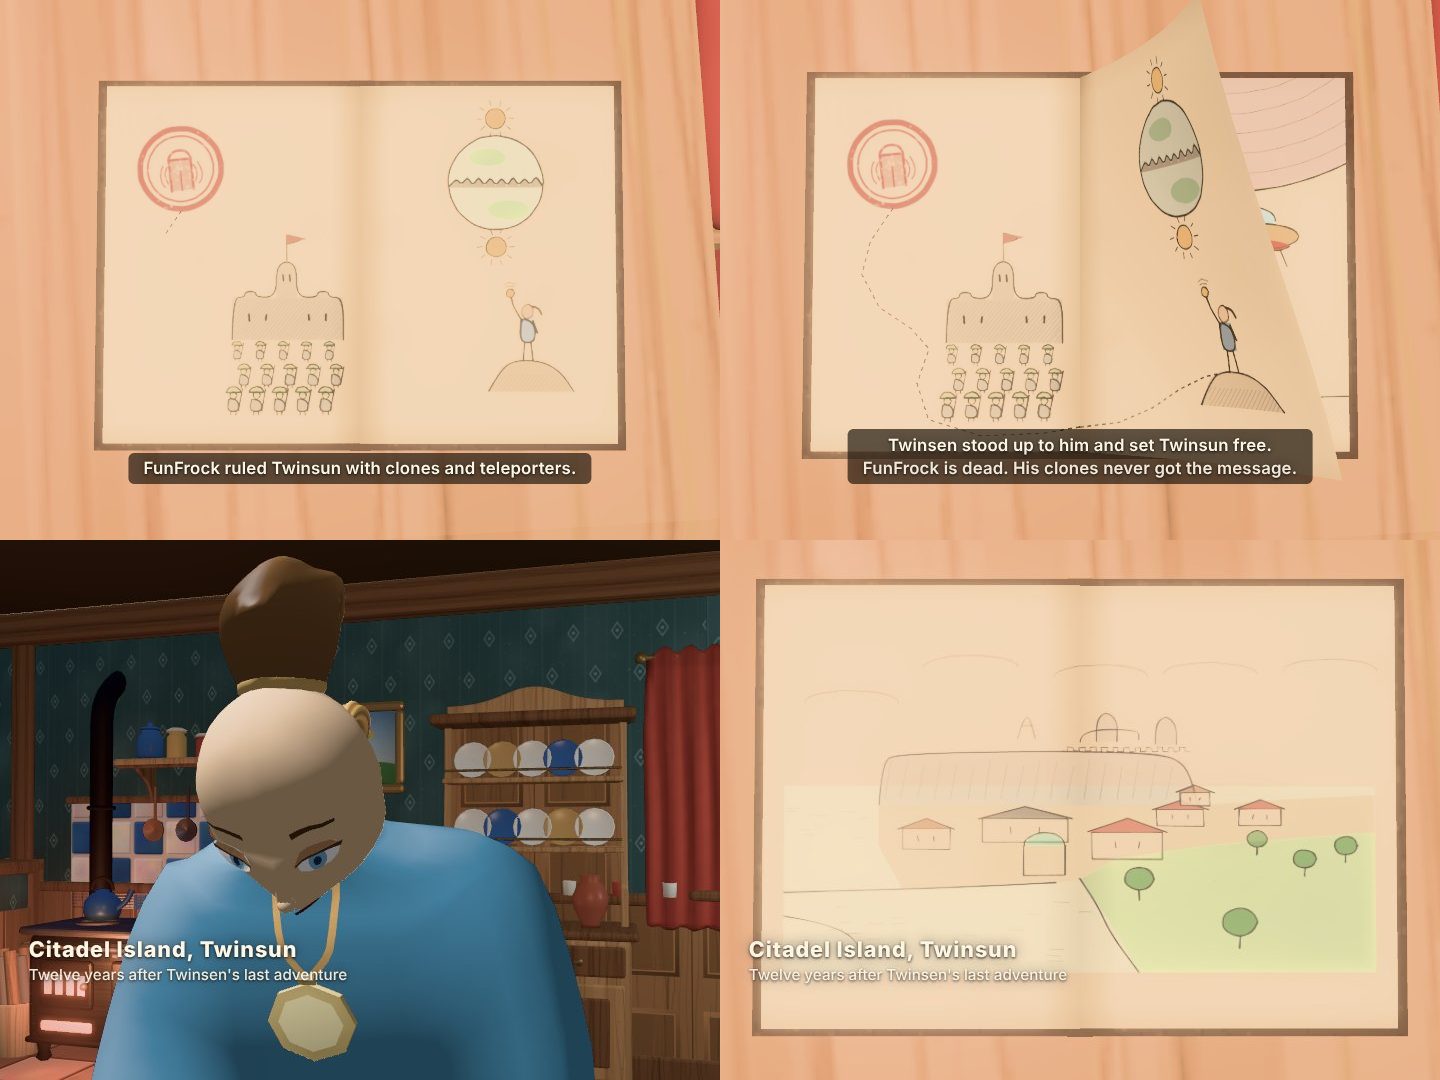 FunFrock ruled Twinsun with clones and teleporters.
Twinsen stood up to him and set Twinsun free.
FunFrock is dead. His clones never got the message.
Citadel Island, Twinsun
Twelve years after Twinsen's last adventure
Citadel Island, Twinsun
Twelve years after Twinsen's last adventure